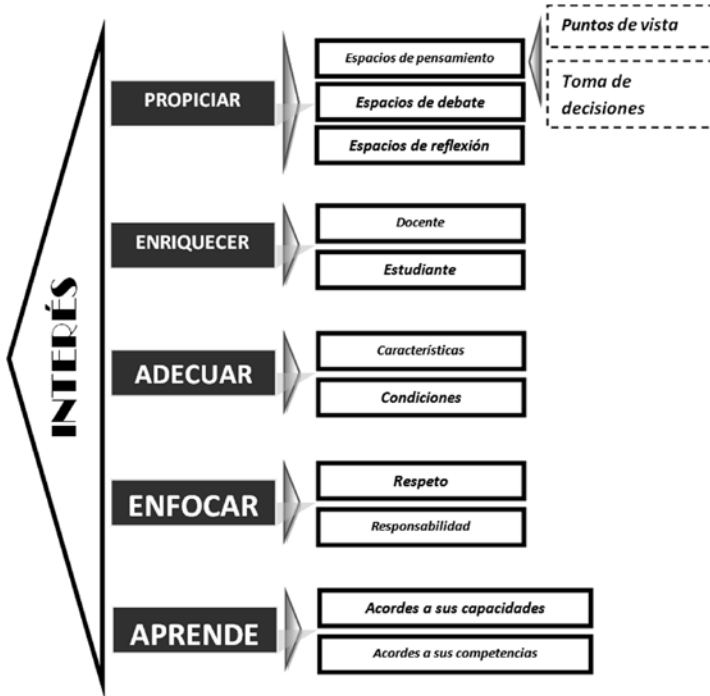 INTERÉS
PROPICIAR
Espacios de pensamiento
Puntos de vista
Toma de
decisiones
Espacios de debate
Espacios de reflexión
ENRIQUECER
Docente
Estudiante
ADECUAR
Características
Condiciones
ENFOCAR
Respeto
Responsabilidad
APRENDE
Acordes a sus capacidades
Acordes a sus competencias